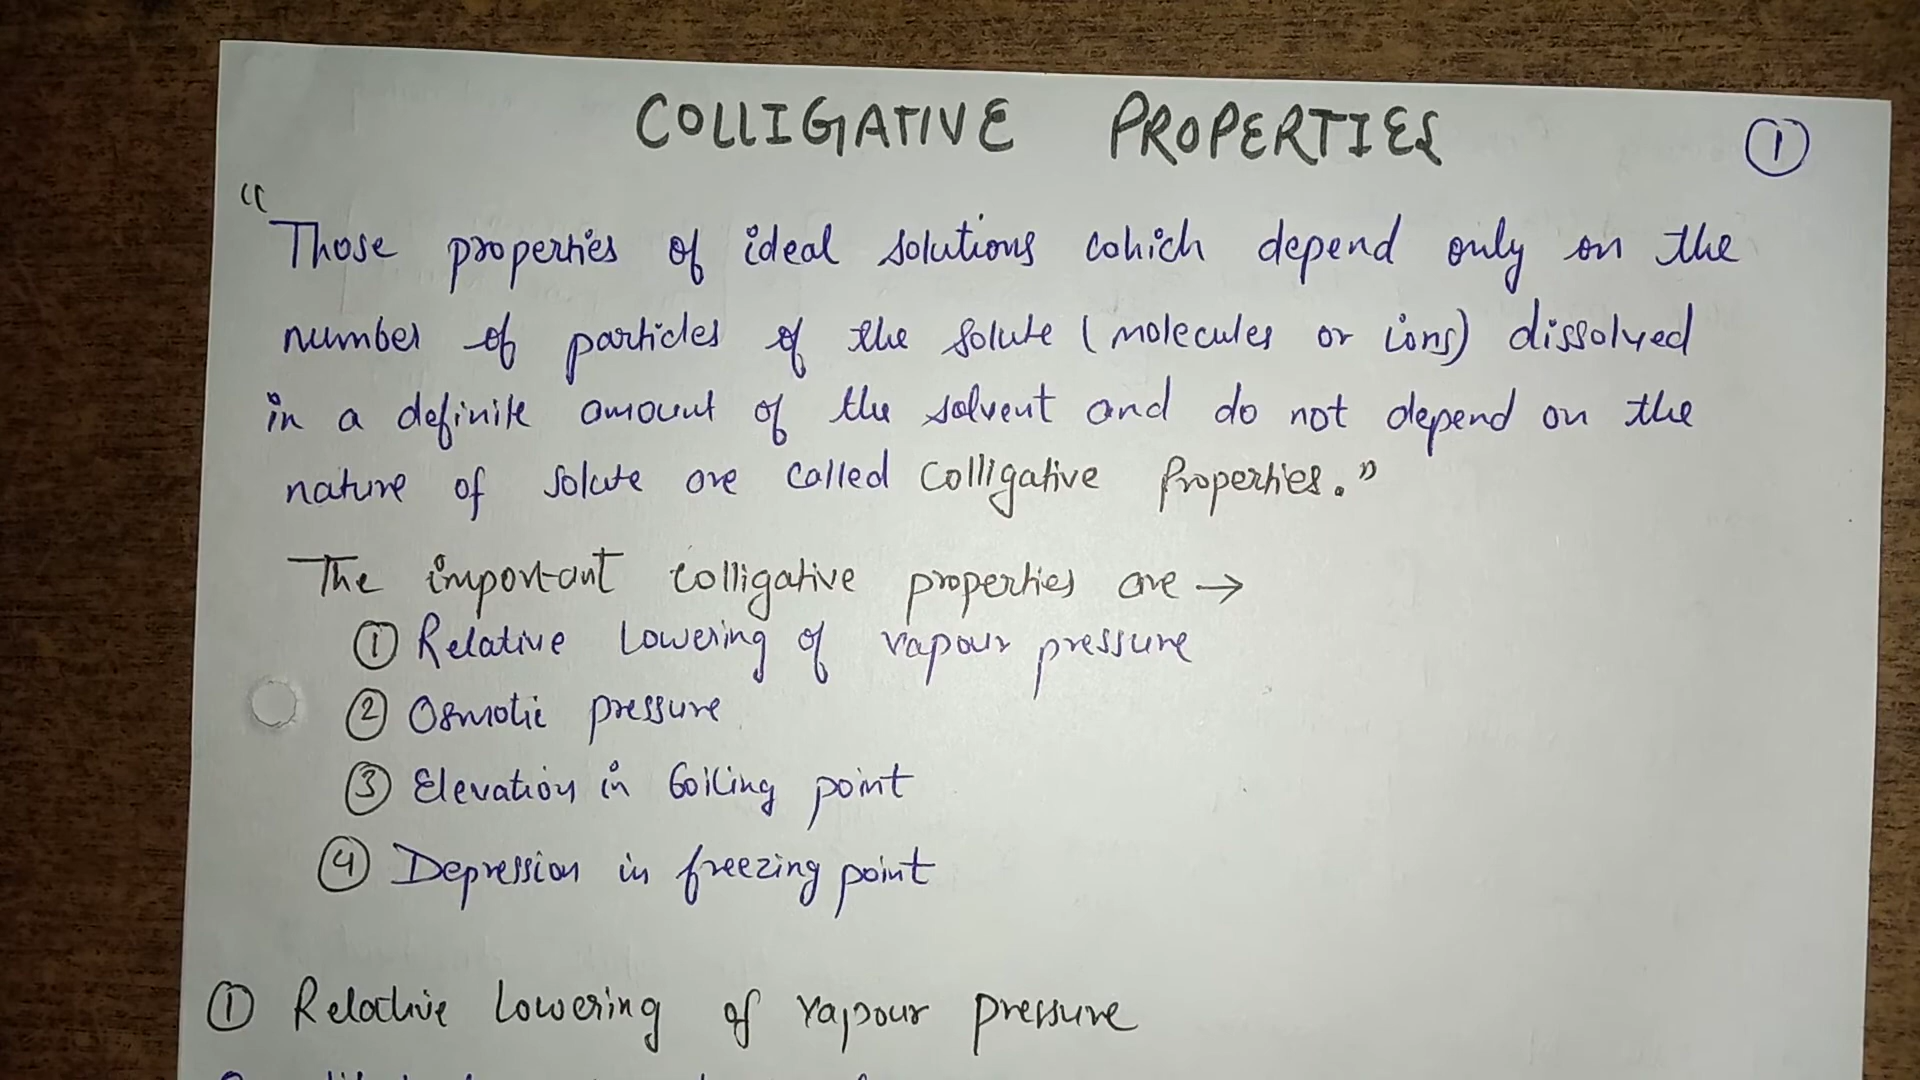 COLLIGATIVE PROPERTIES
1
"Those properties of ideal solutions which depend only on the
number of particles of the solute (molecules or ions) dissolved
in a definite amount of the solvent and do not depend on the
nature of solute are called Colligative Properties."
The important colligative properties are →
① Relative Lowering of vapour pressure
② Osmotic pressure
③ Elevation in boiling point
④ Depression in freezing point
① Relative Lowering of vapour pressure